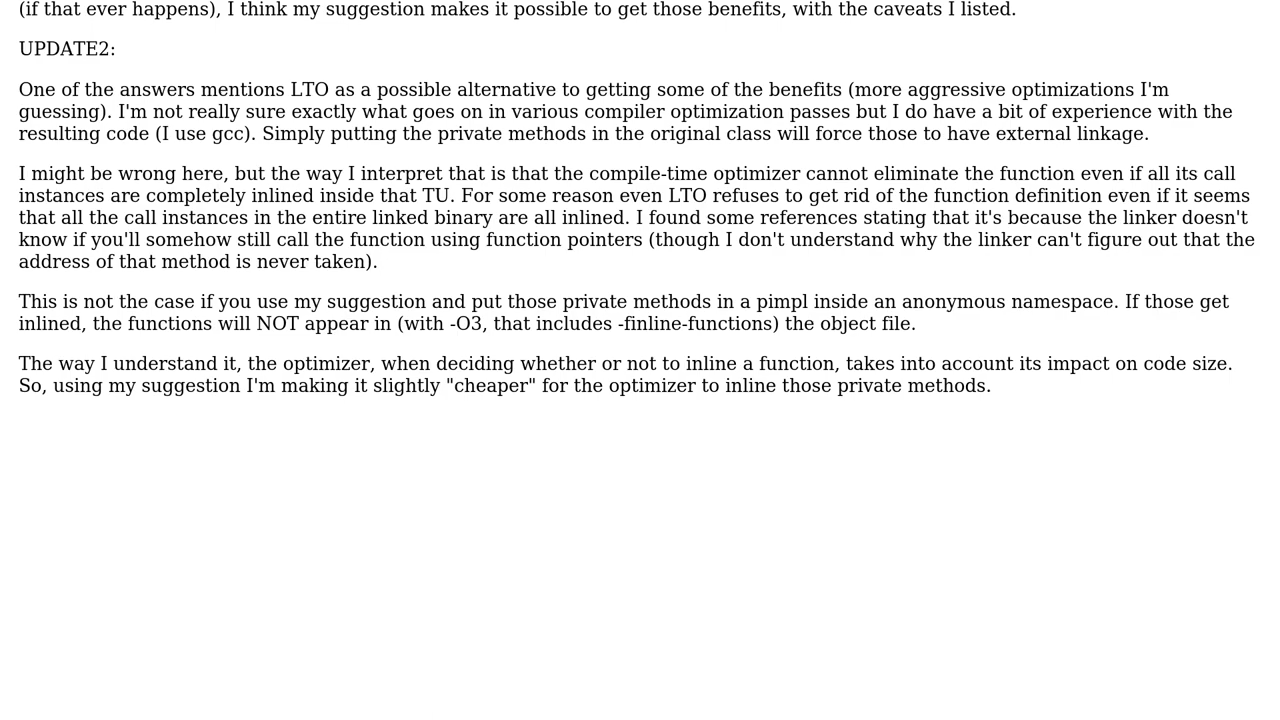 (if that ever happens), I think my suggestion makes it possible to get those benefits, with the caveats I listed.
UPDATE2:
One of the answers mentions LTO as a possible alternative to getting some of the benefits (more aggressive optimizations I'm
guessing). I'm not really sure exactly what goes on in various compiler optimization passes but I do have a bit of experience with the
resulting code (I use gcc). Simply putting the private methods in the original class will force those to have external linkage.
I might be wrong here, but the way I interpret that is that the compile-time optimizer cannot eliminate the function even if all its call
instances are completely inlined inside that TU. For some reason even LTO refuses to get rid of the function definition even if it seems
that all the call instances in the entire linked binary are all inlined. I found some references stating that it's because the linker doesn't
know if you'll somehow still call the function using function pointers (though I don't understand why the linker can't figure out that the
address of that method is never taken).
This is not the case if you use my suggestion and put those private methods in a pimpl inside an anonymous namespace. If those get
inlined, the functions will NOT appear in (with -O3, that includes -finline-functions) the object file.
The way I understand it, the optimizer, when deciding whether or not to inline a function, takes into account its impact on code size.
So, using my suggestion I'm making it slightly "cheaper" for the optimizer to inline those private methods.